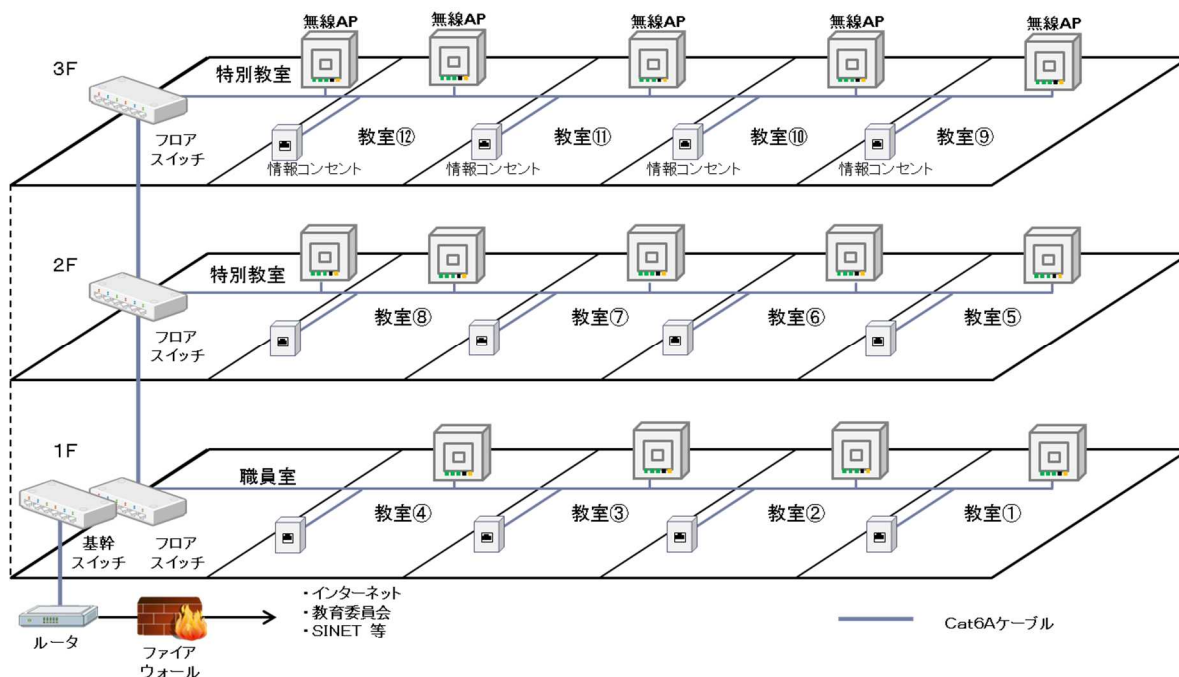 無線AP
無線AP
無線AP
無線AP
無線AP
3F
特別教室
フロア
スイッチ
教室⑫
教室⑪
教室⑩
教室⑨
情報コンセント
情報コンセント
情報コンセント
情報コンセント
2F
特別教室
フロア
スイッチ
教室⑧
教室⑦
教室⑥
教室⑤
1F
職員室
教室④
教室③
教室②
教室①
基幹
スイッチ
フロア
スイッチ
ルータ
ファイア
ウォール
・インターネット
・教育委員会
・SINET 等
Cat6Aケーブル